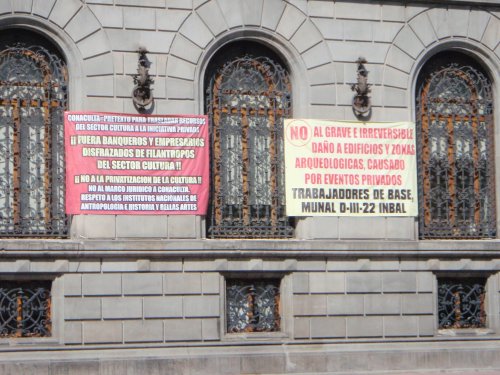 CONACULTA=PRETEXTO PARA TRASLADAR RECURSOS
DEL SECTOR CULTURA A LA INICIATIVA PRIVADA
¡¡ FUERA BANQUEROS Y EMPRESARIOS
DISFRAZADOS DE FILANTROPOS
DEL SECTOR CULTURA !!
¡¡ NO A LA PRIVATIZACION DE LA CULTURA !!
NO AL MARCO JURIDICO A CONACULTA.
RESPETO A LOS INSTITUTOS NACIONALES DE
ANTROPOLOGIA E HISTORIA Y BELLAS ARTES
NO AL GRAVE E IRREVERSIBLE
DAÑO A EDIFICIOS Y ZONAS
ARQUEOLOGICAS, CAUSADO
POR EVENTOS PRIVADOS
TRABAJADORES DE BASE,
MUNAL D-III-22 INBAL